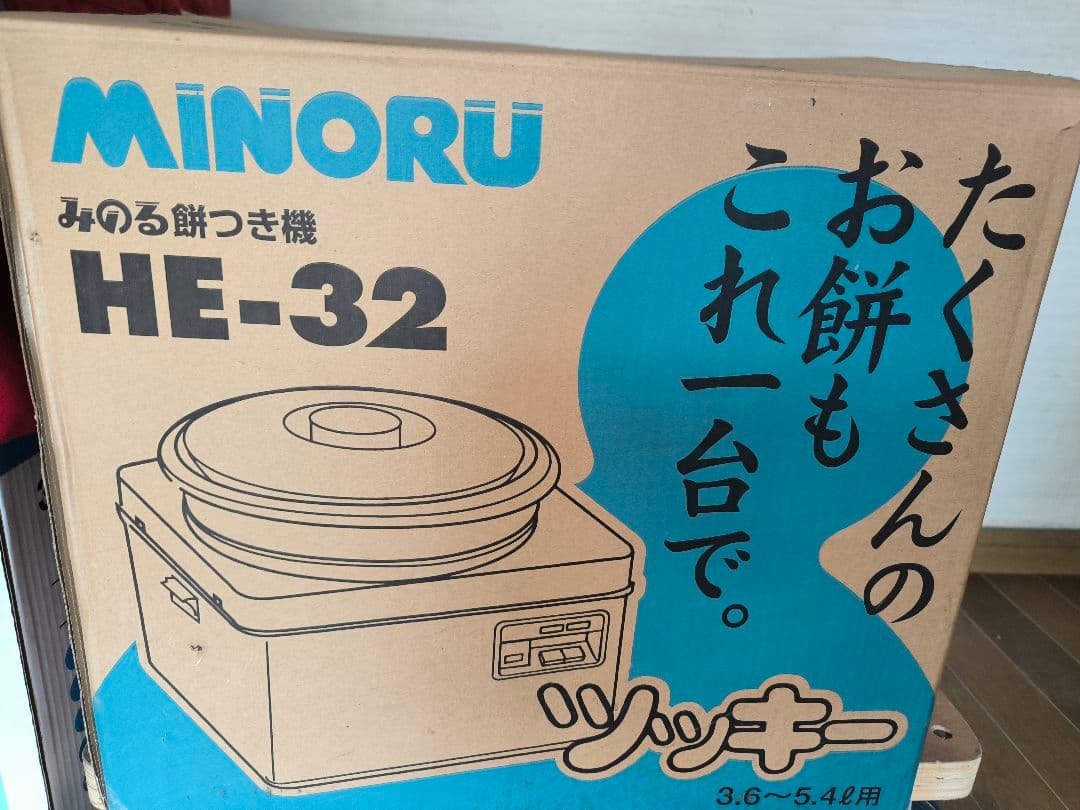 MINORU
みのる餅つき機
HE-32
たくさんの
お餅も
これ一台で。
ツッキー
3.6～5.4ℓ用